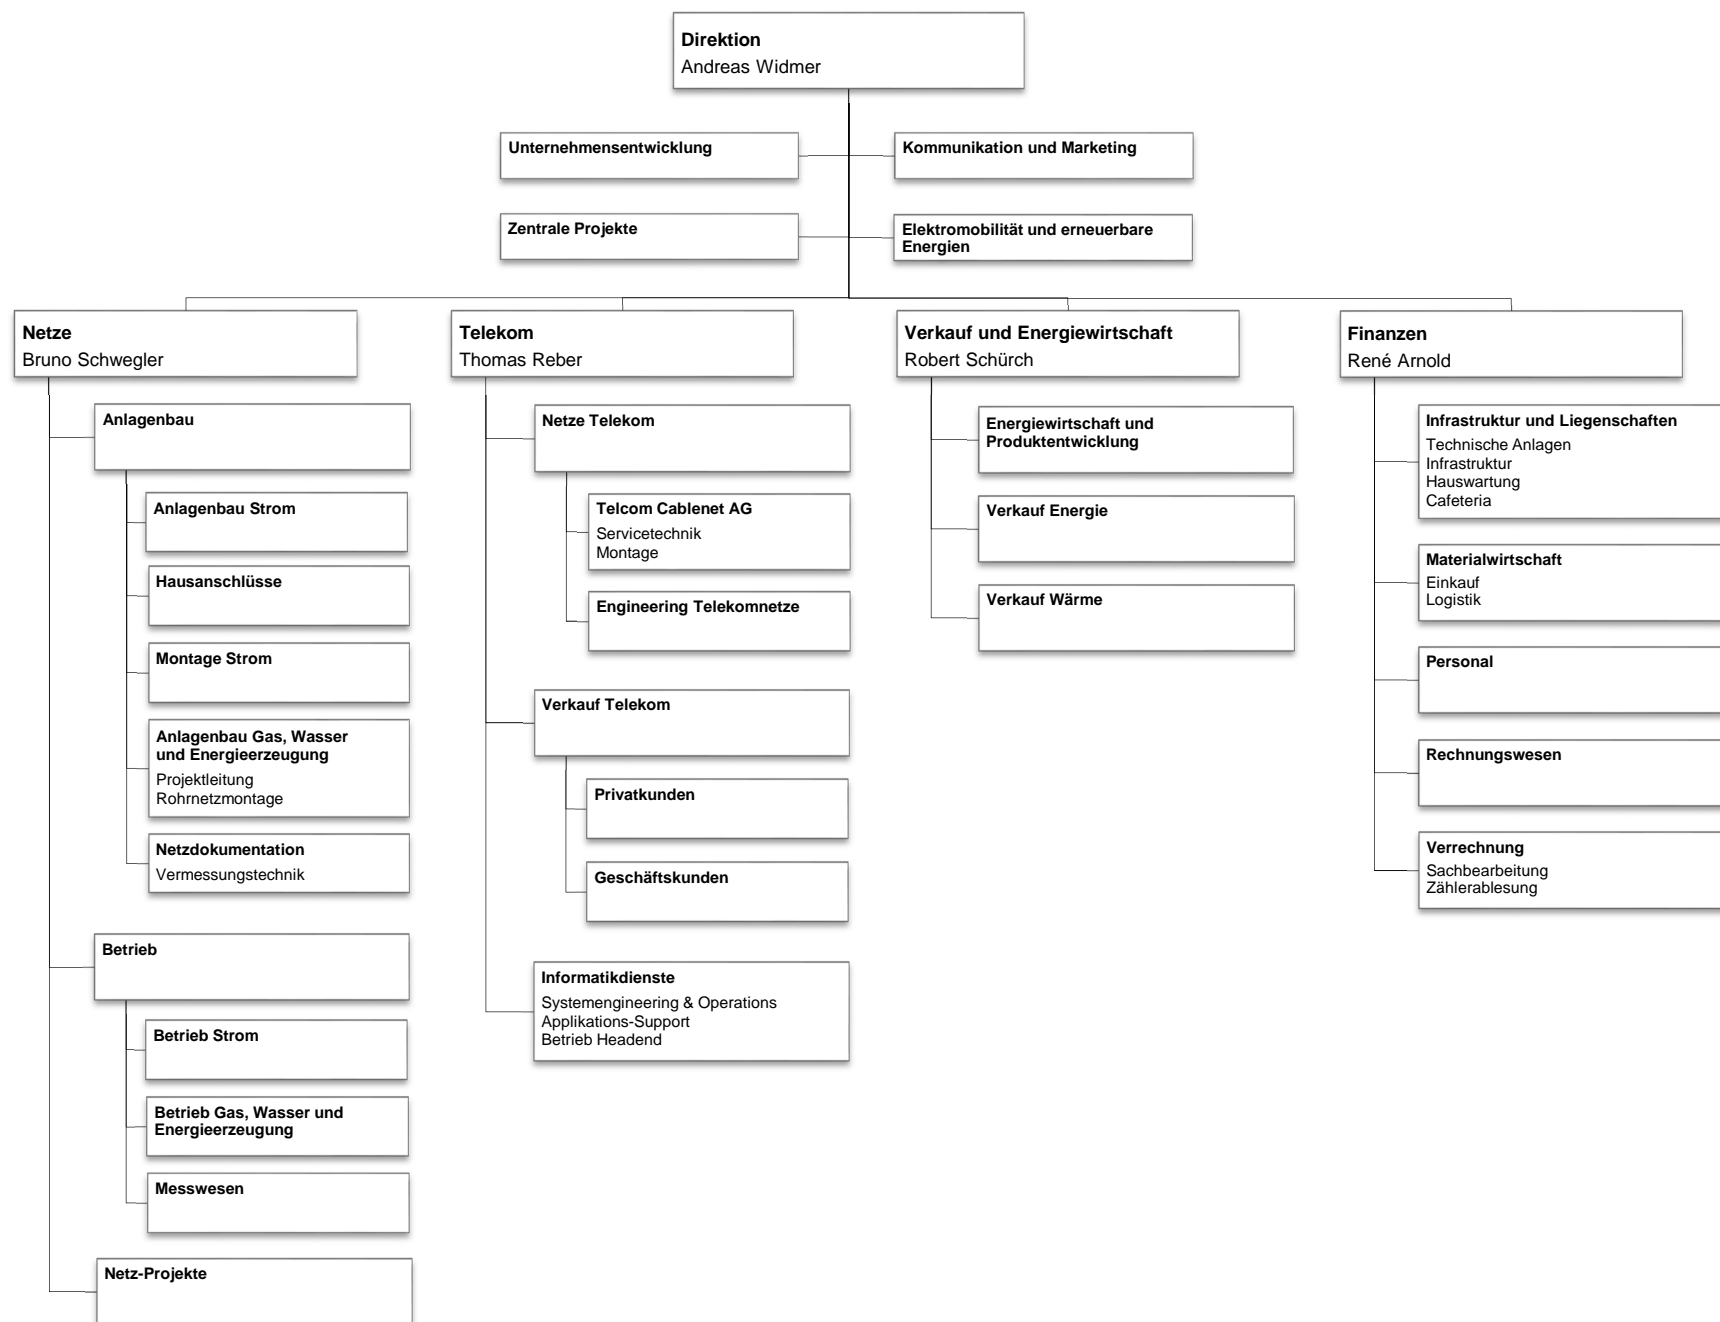 Direktion
Andreas Widmer
Unternehmensentwicklung
Kommunikation und Marketing
Zentrale Projekte
Elektromobilität und erneuerbare
Energien
Netze
Bruno Schwegler
Anlagenbau
Anlagenbau Strom
Hausanschlüsse
Montage Strom
Anlagenbau Gas, Wasser
und Energieerzeugung
Projektleitung
Rohrnetzmontage
Netzdokumentation
Vermessungstechnik
Betrieb
Betrieb Strom
Betrieb Gas, Wasser und
Energieerzeugung
Messwesen
Netz-Projekte
Telekom
Thomas Reber
Netze Telekom
Telcom Cablenet AG
Servicetechnik
Montage
Engineering Telekomnetze
Verkauf Telekom
Privatkunden
Geschäftskunden
Informatikdienste
Systemengineering & Operations
Applikations-Support
Betrieb Headend
Verkauf und Energiewirtschaft
Robert Schürch
Energiewirtschaft und
Produktentwicklung
Verkauf Energie
Verkauf Wärme
Finanzen
René Arnold
Infrastruktur und Liegenschaften
Technische Anlagen
Infrastruktur
Hauswartung
Cafeteria
Materialwirtschaft
Einkauf
Logistik
Personal
Rechnungswesen
Verrechnung
Sachbearbeitung
Zählerablesung